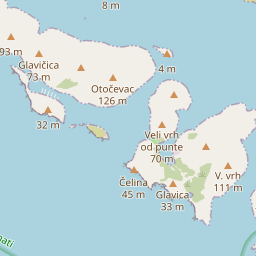 8 m
93 m
Glavičica
73 m
4 m
Otočevac
126 m
32 m
Veli vrh
od punte
70 m
Čelina
45 m
Glavica
33 m
V. vrh
111 m